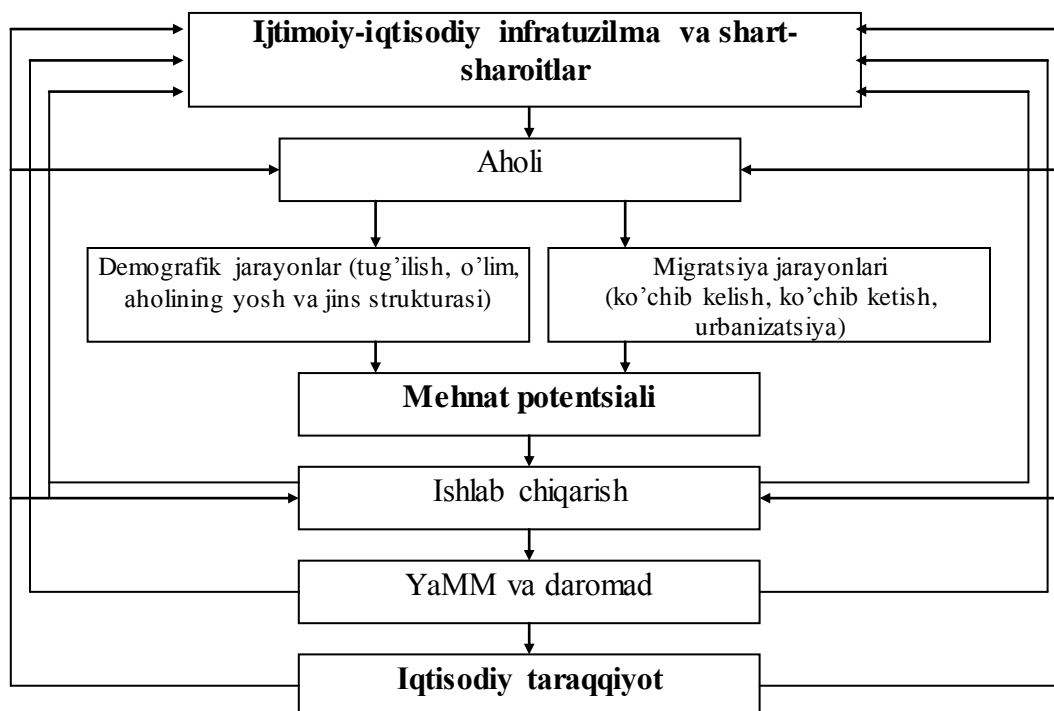 Ijtimoiy-iqtisodiy infratuzilma va shart-
sharoitlar
Aholi
Demografik jarayonlar (tug'ilish, o'lim,
aholining yosh va jins strukturasi)
Migratsiya jarayonlari
(ko'chib kelish, ko'chib ketish,
urbanizatsiya)
Mehnat potentsiali
Ishlab chiqarish
YaMM va daromad
Iqtisodiy taraqqiyot